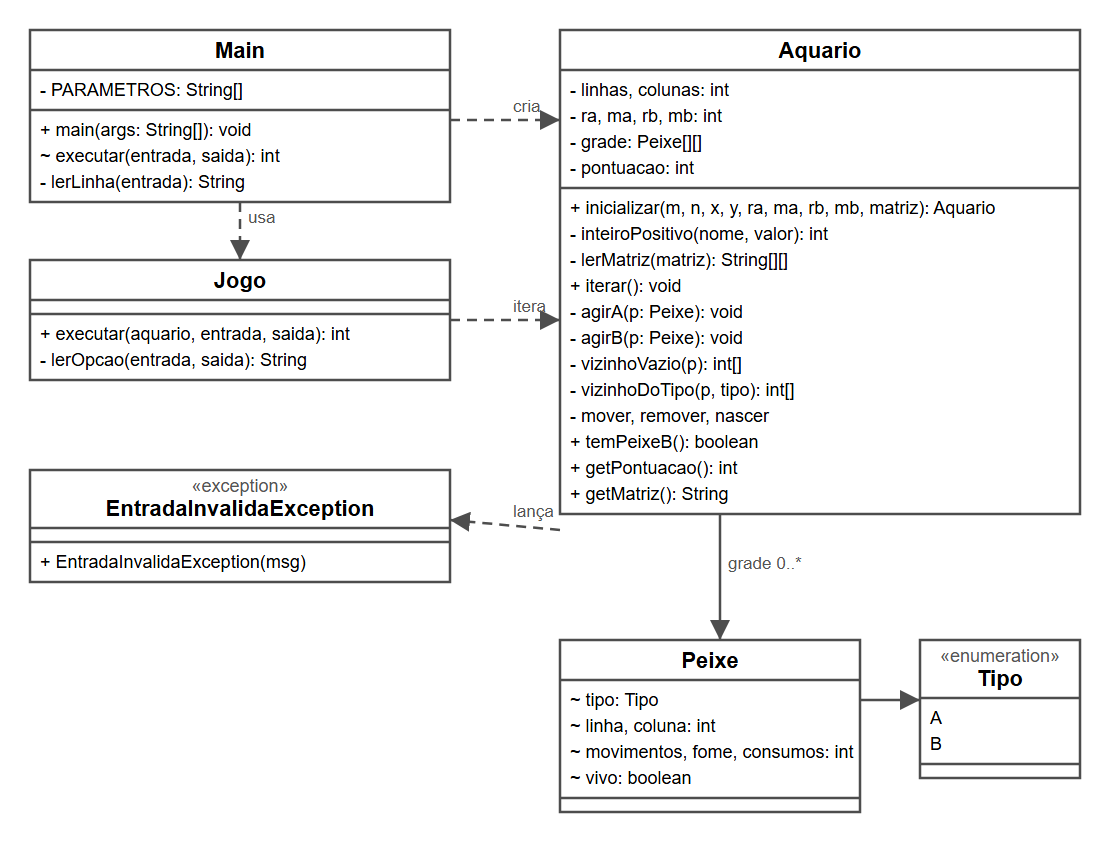 Main
- PARAMETROS: String[]
+ main(args: String[]): void
~ executar(entrada, saida): int
- lerLinha(entrada): String
cria
usa
Aquario
- linhas, colunas: int
- ra, ma, rb, mb: int
- grade: Peixe[][]
- pontuacao: int
+ inicializar(m, n, x, y, ra, ma, rb, mb, matriz): Aquario
- inteiroPositivo(nome, valor): int
- lerMatriz(matriz): String[][]
+ iterar(): void
- agirA(p: Peixe): void
- agirB(p: Peixe): void
- vizinhoVazio(p): int[]
- vizinhoDoTipo(p, tipo): int[]
- mover, remover, nascer
+ temPeixeB(): boolean
+ getPontuacao(): int
+ getMatriz(): String
Jogo
+ executar(aquario, entrada, saida): int
- lerOpcao(entrada, saida): String
itera
«exception»
EntradaInvalidaException
+ EntradaInvalidaException(msg)
lança
grade 0..*
Peixe
~ tipo: Tipo
~ linha, coluna: int
~ movimentos, fome, consumos: int
~ vivo: boolean
«enumeration»
Tipo
A
B